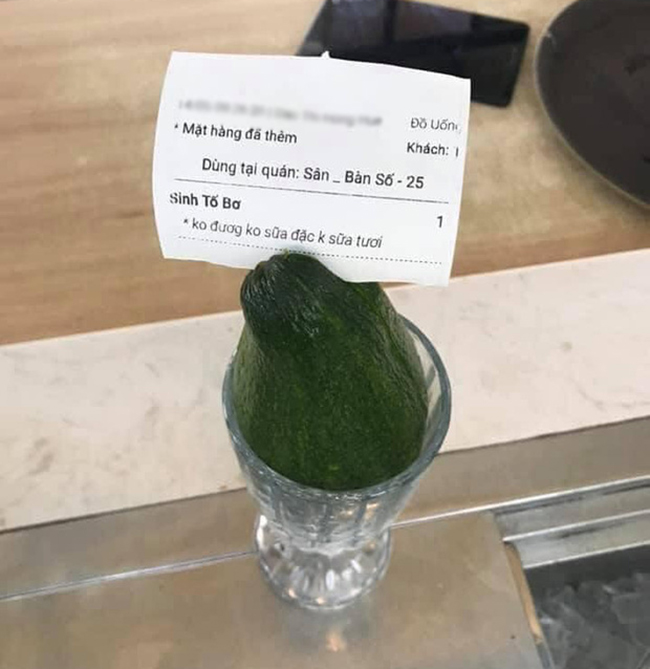 Đồ Uống
* Mặt hàng đã thêm
Khách:
Dùng tại quán: Sân _ Bàn Số - 25
Sinh Tố Bơ 1
* ko đươg ko sữa đặc k sữa tươi